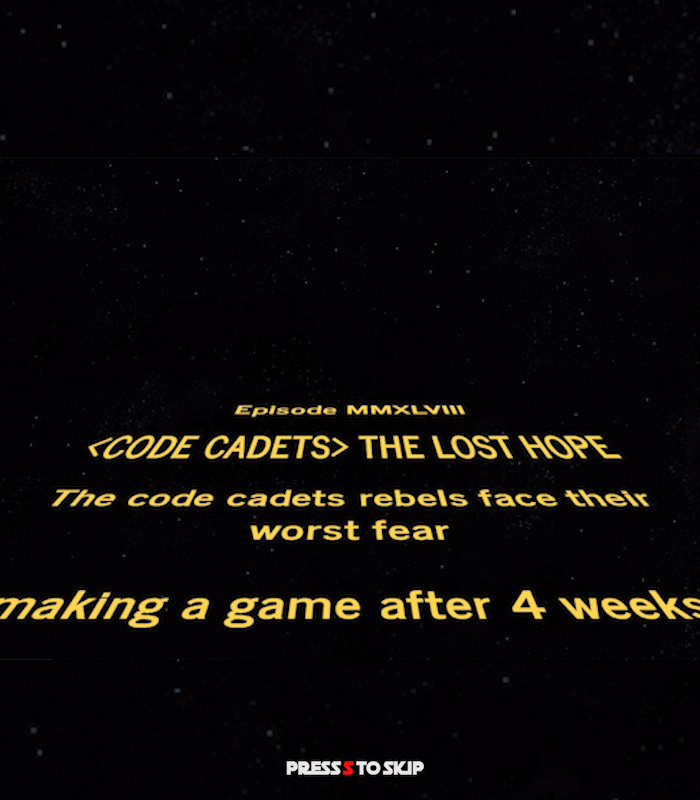 Episode MMXLVIII
<CODE CADETS> THE LOST HOPE
The code cadets rebels face their
worst fear
making a game after 4 weeks
PRESS S TO SKIP